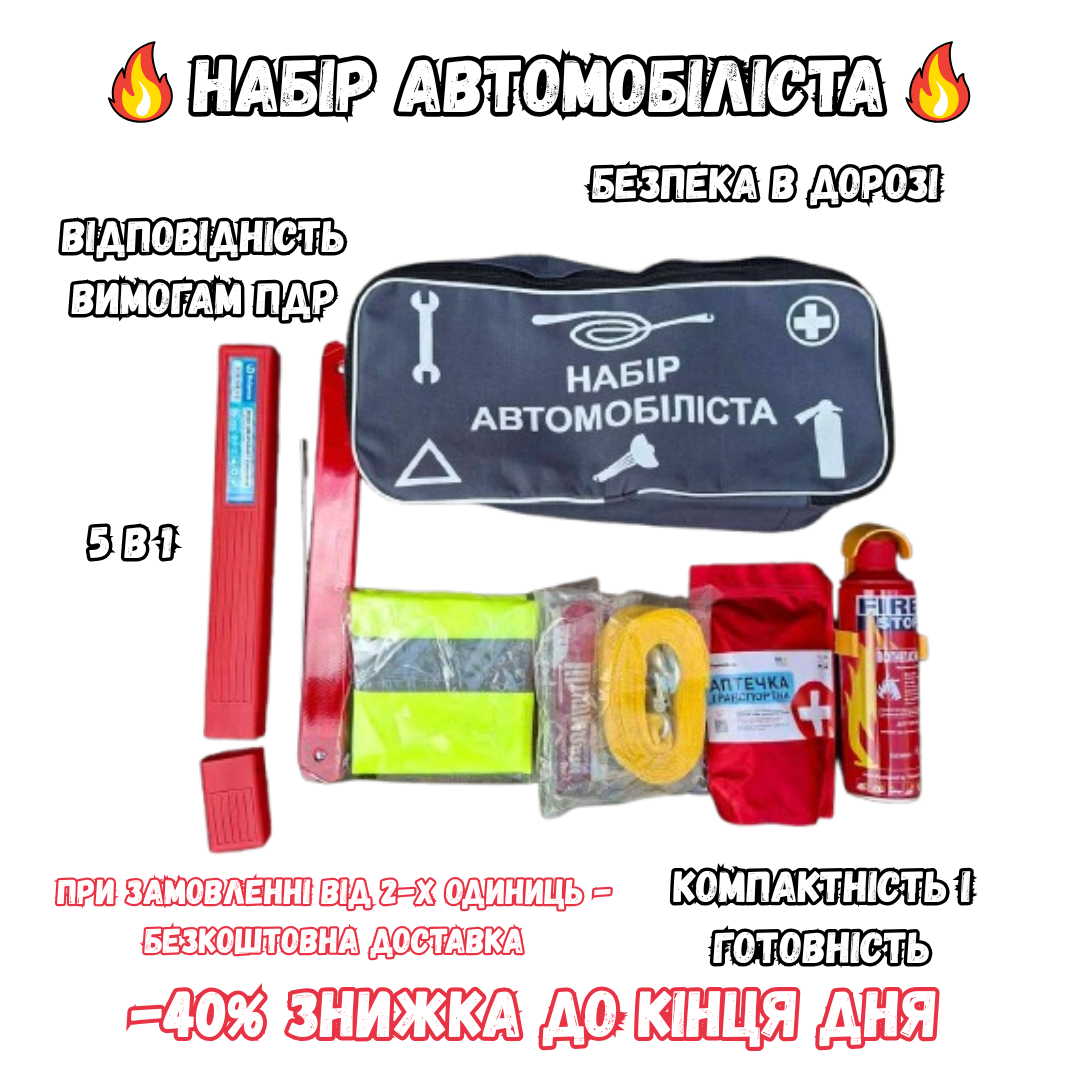 НАБІР АВТОМОБІЛІСТА
БЕЗПЕКА В ДОРОЗІ
ВІДПОВІДНІСТЬ
ВИМОГАМ ПДР
НАБІР
АВТОМОБІЛІСТА
5 В 1
FIRE
STOP
АПТЕЧКА
ТРАНСПОРТНА
ПРИ ЗАМОВЛЕННІ ВІД 2-Х ОДИНИЦЬ -
БЕЗКОШТОВНА ДОСТАВКА
КОМПАКТНІСТЬ І
ГОТОВНІСТЬ
-40% ЗНИЖКА ДО КІНЦЯ ДНЯ